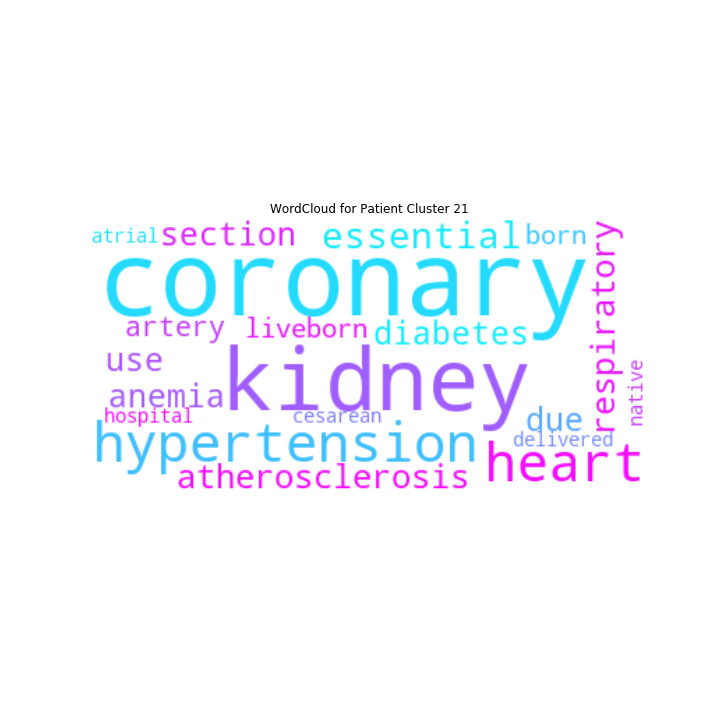 WordCloud for Patient Cluster 21
atrial section essential born
coronary
respiratory
artery liveborn diabetes
use kidney native
anemia
hospital cesarean due
hypertension delivered
heart
atherosclerosis